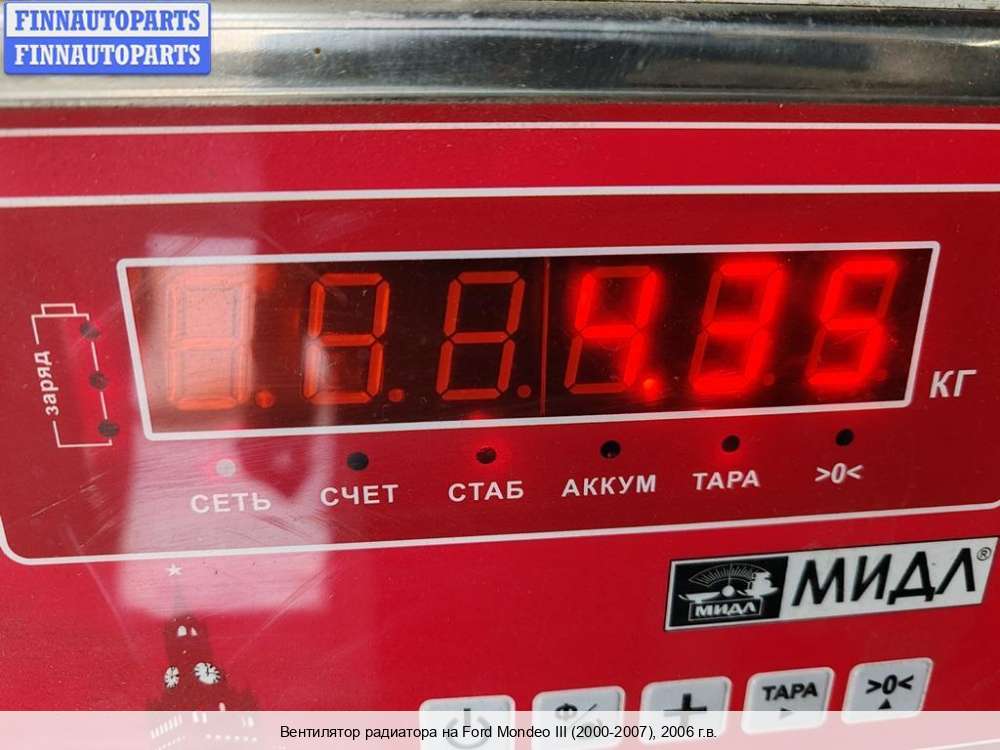 FINNAUTOPARTS
FINNAUTOPARTS
заряд
4.35
КГ
СЕТЬ СЧЕТ СТАБ АККУМ ТАРА >0<
МИДЛ
МИДЛ®
+ ТАРА >0<
Вентилятор радиатора на Ford Mondeo III (2000-2007), 2006 г.в.